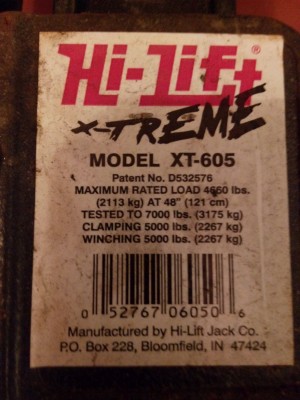 Hi-Lift®
X-TREME
MODEL XT-605
Patent No. D532576
MAXIMUM RATED LOAD 4660 lbs.
(2113 kg) AT 48" (121 cm)
TESTED TO 7000 lbs. (3175 kg)
CLAMPING 5000 lbs. (2267 kg)
WINCHING 5000 lbs. (2267 kg)
0 52767 06050 6
Manufactured by Hi-Lift Jack Co.
P.O. Box 228, Bloomfield, IN 47424